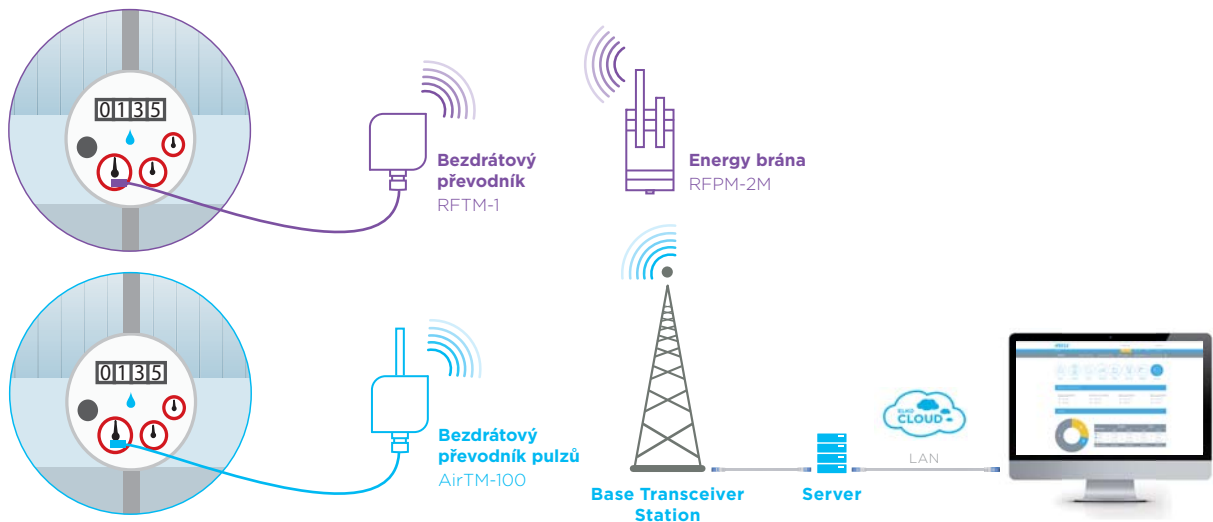 0135
Bezdrátový
převodník
RFTM-1
Energy brána
RFPM-2M
0135
Bezdrátový
převodník pulzů
AirTM-100
Base Transceiver
Station
Server
ELKO
CLOUD
LAN